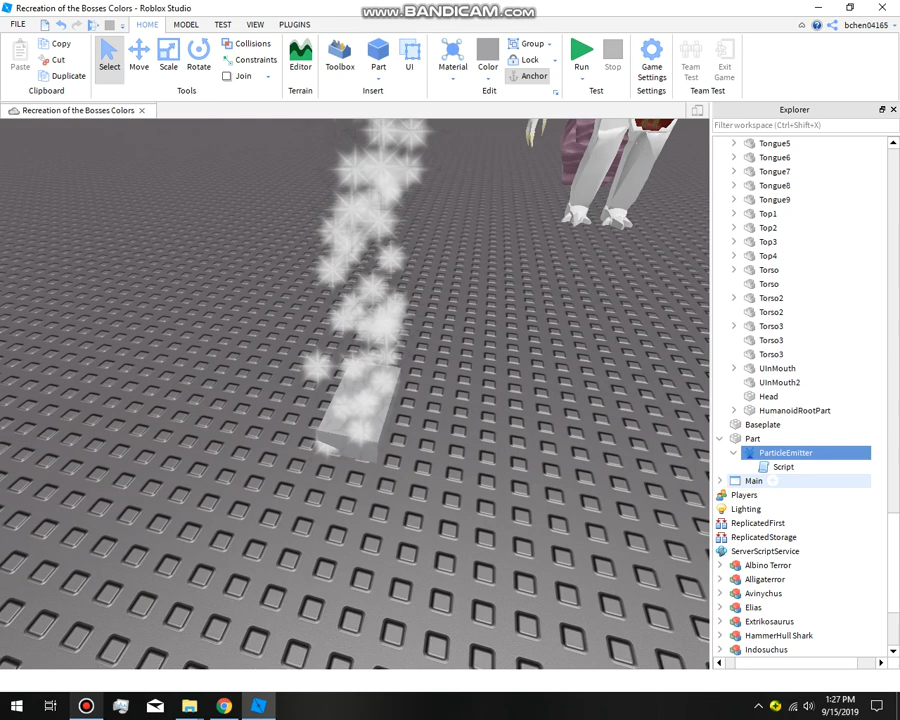 Recreation of the Bosses Colors - Roblox Studio
www.BANDICAM.com
FILE HOME MODEL TEST VIEW PLUGINS bchen04165
Paste
Copy
Cut
Duplicate
Clipboard
Select Move Scale Rotate
Collisions
Constraints
Join
Tools
Editor
Terrain
Toolbox Part UI
Insert
Material Color
Group
Lock
Anchor
Edit
Run Stop
Test
Game Settings
Settings
Team Test
Exit Game
Team Test
Recreation of the Bosses Colors
Explorer
Filter workspace (Ctrl+Shift+X)
Tongue5
Tongue6
Tongue7
Tongue8
Tongue9
Top1
Top2
Top3
Top4
Torso
Torso
Torso2
Torso2
Torso3
Torso3
Torso3
UInMouth
UInMouth2
Head
HumanoidRootPart
Baseplate
Part
ParticleEmitter
Script
Main
Players
Lighting
ReplicatedFirst
ReplicatedStorage
ServerScriptService
Albino Terror
Alligaterror
Avinychus
Elias
Extrikosaurus
HammerHull Shark
Indosuchus
1:27 PM
9/15/2019